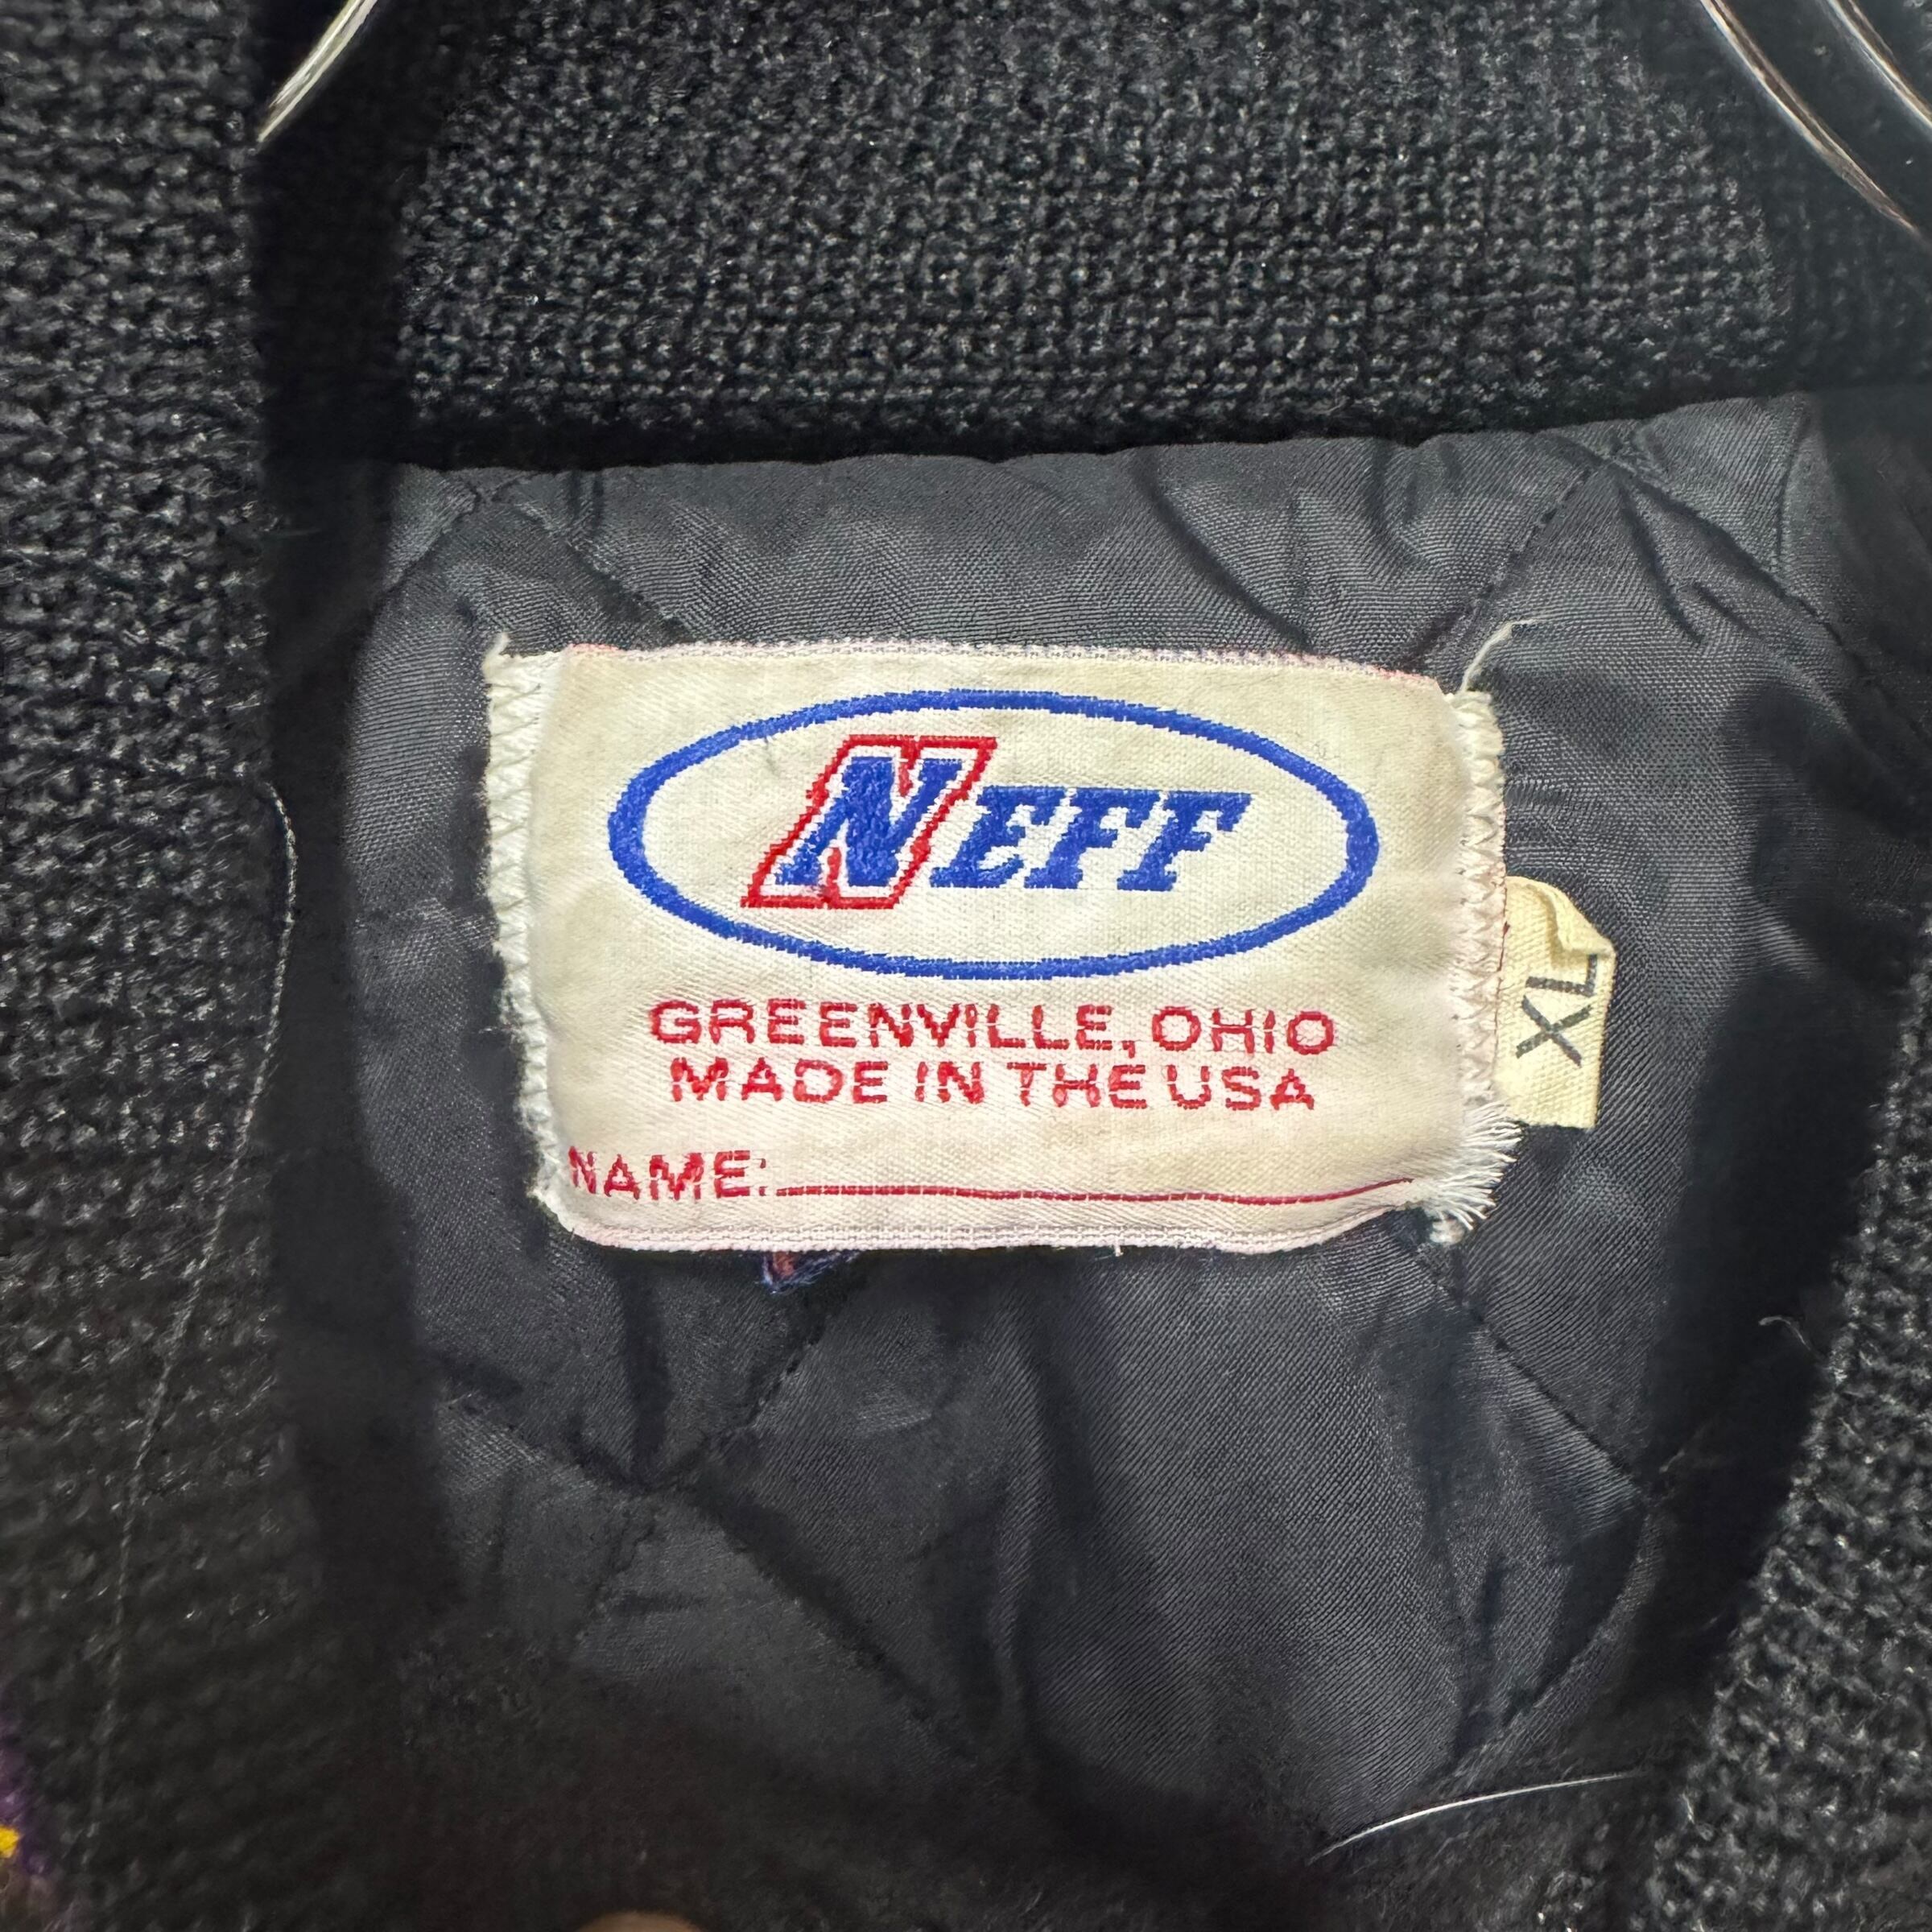 NEFF
GREENVILLE, OHIO
MADE IN THE USA
NAME:
XL